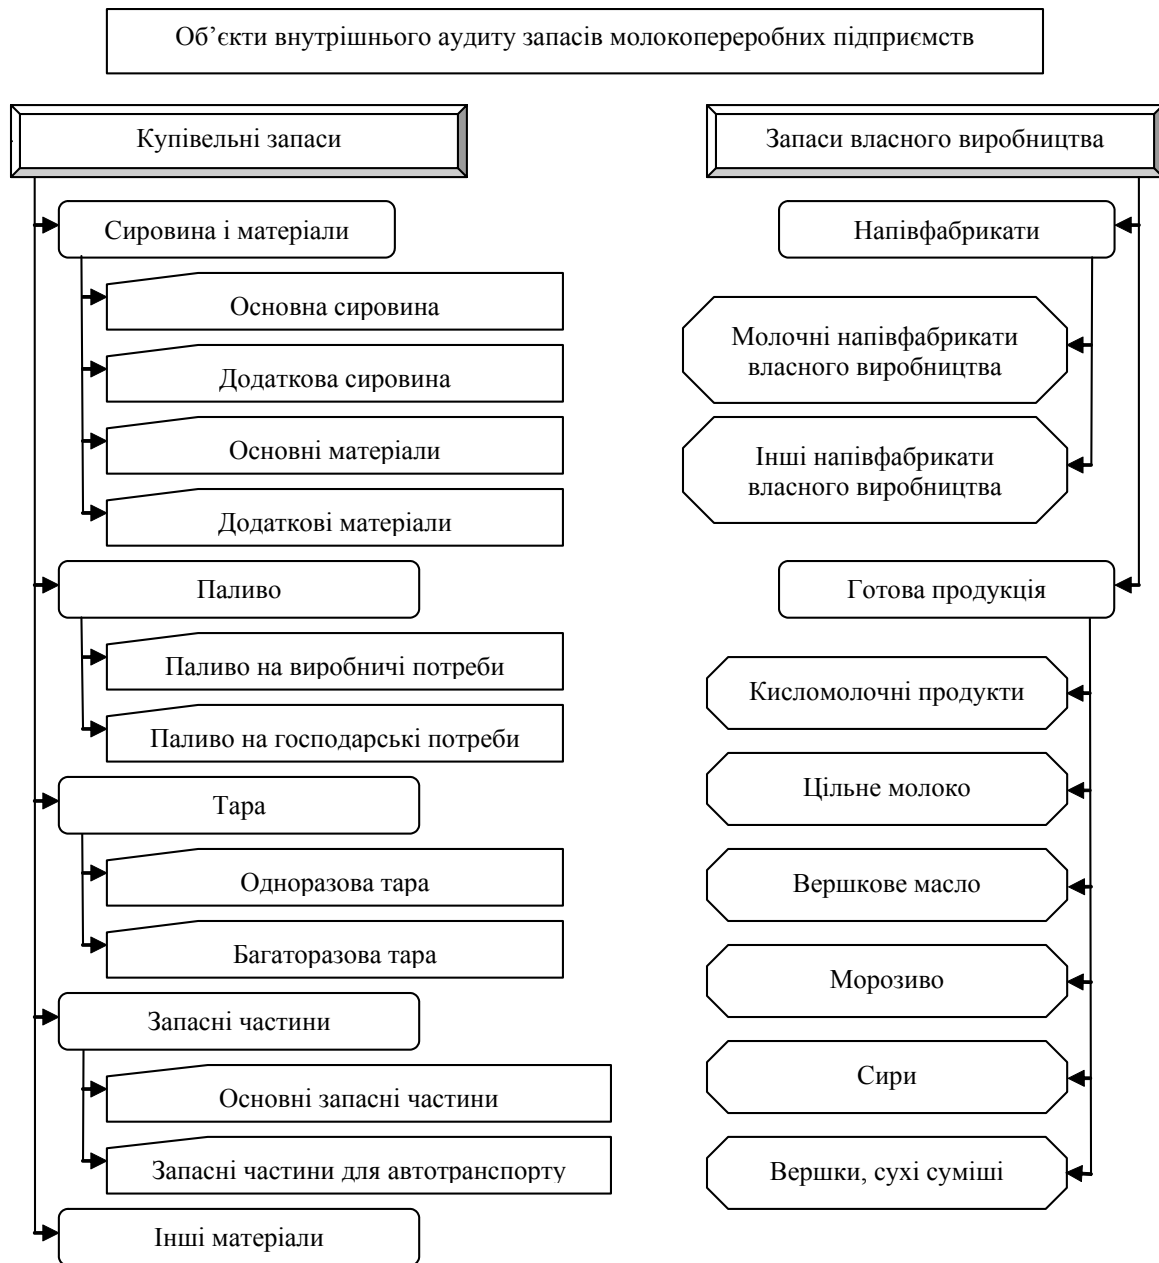 Об’єкти внутрішнього аудиту запасів молокопереробних підприємств
Купівельні запаси
Сировина і матеріали
Основна сировина
Додаткова сировина
Основні матеріали
Додаткові матеріали
Паливо
Паливо на виробничі потреби
Паливо на господарські потреби
Тара
Одноразова тара
Багаторазова тара
Запасні частини
Основні запасні частини
Запасні частини для автотранспорту
Інші матеріали
Запаси власного виробництва
Напівфабрикати
Молочні напівфабрикати
власного виробництва
Інші напівфабрикати
власного виробництва
Готова продукція
Кисломолочні продукти
Цільне молоко
Вершкове масло
Морозиво
Сири
Вершки, сухі суміші